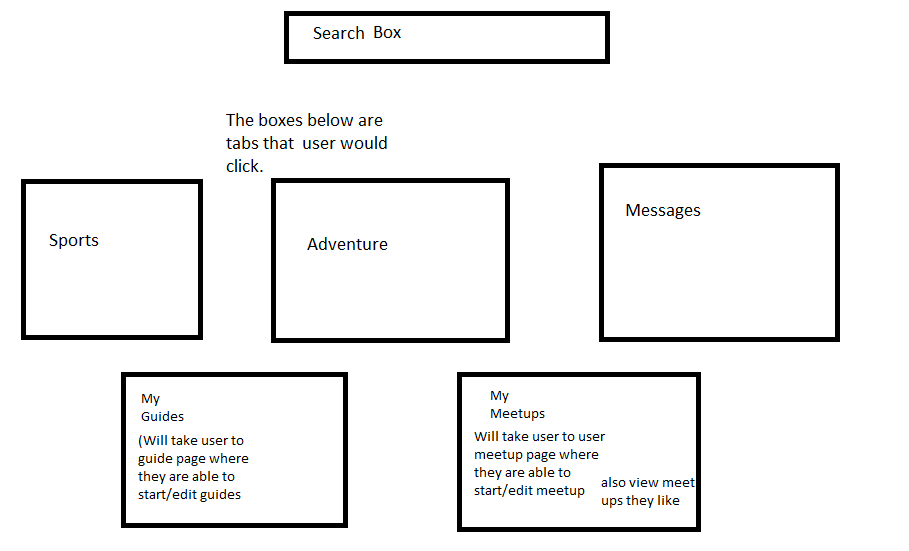 Search Box
The boxes below are
tabs that user would
click.
Sports
Adventure
Messages
My
Guides
(Will take user to
guide page where
they are able to
start/edit guides
My
Meetups
Will take user to user
meetup page where
they are able to
start/edit meetup
also view meet
ups they like